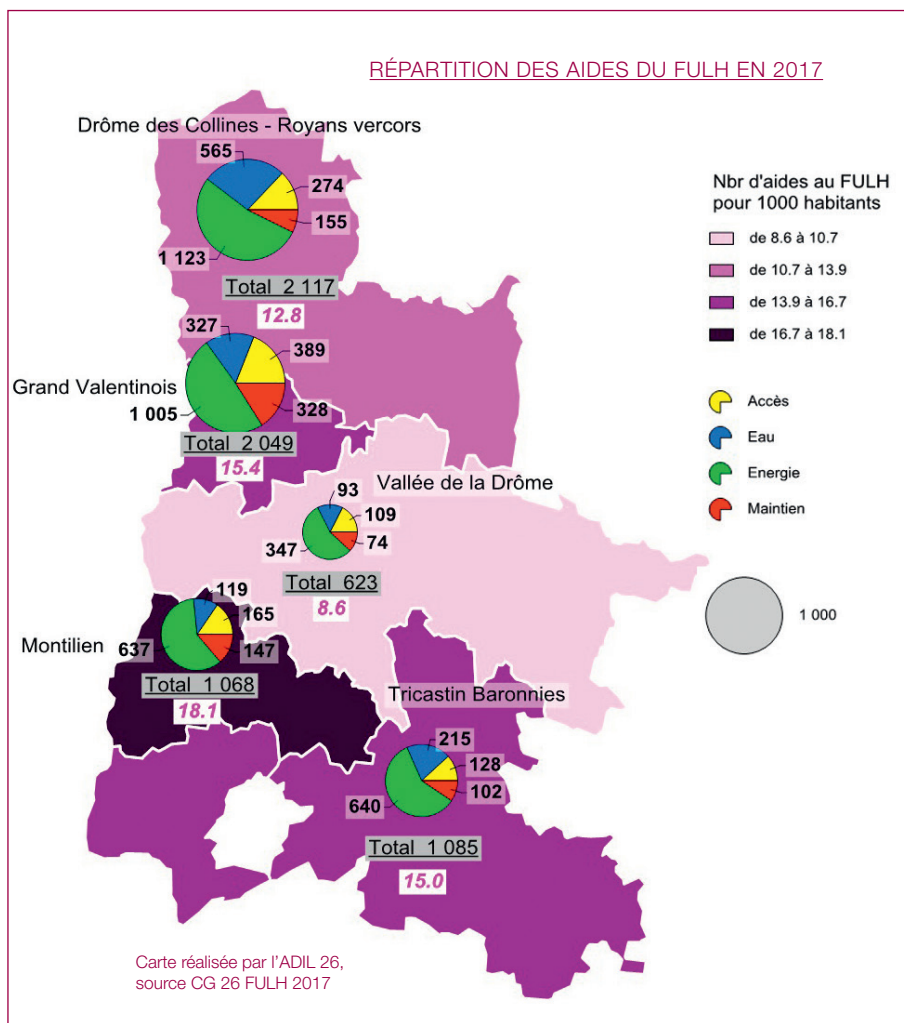 RÉPARTITION DES AIDES DU FULH EN 2017
Drôme des Collines - Royans vercors
565
274
155
1 123
Total 2 117
12.8
Grand Valentinois
327
389
328
1 005
Total 2 049
15.4
Vallée de la Drôme
93
109
74
347
Total 623
8.6
Montilien
119
165
147
637
Total 1 068
18.1
Tricastin Baronnies
215
128
102
640
Total 1 085
15.0
Nbr d'aides au FULH
pour 1000 habitants
de 8.6 à 10.7
de 10.7 à 13.9
de 13.9 à 16.7
de 16.7 à 18.1
Accès
Eau
Energie
Maintien
1 000
Carte réalisée par l'ADIL 26,
source CG 26 FULH 2017